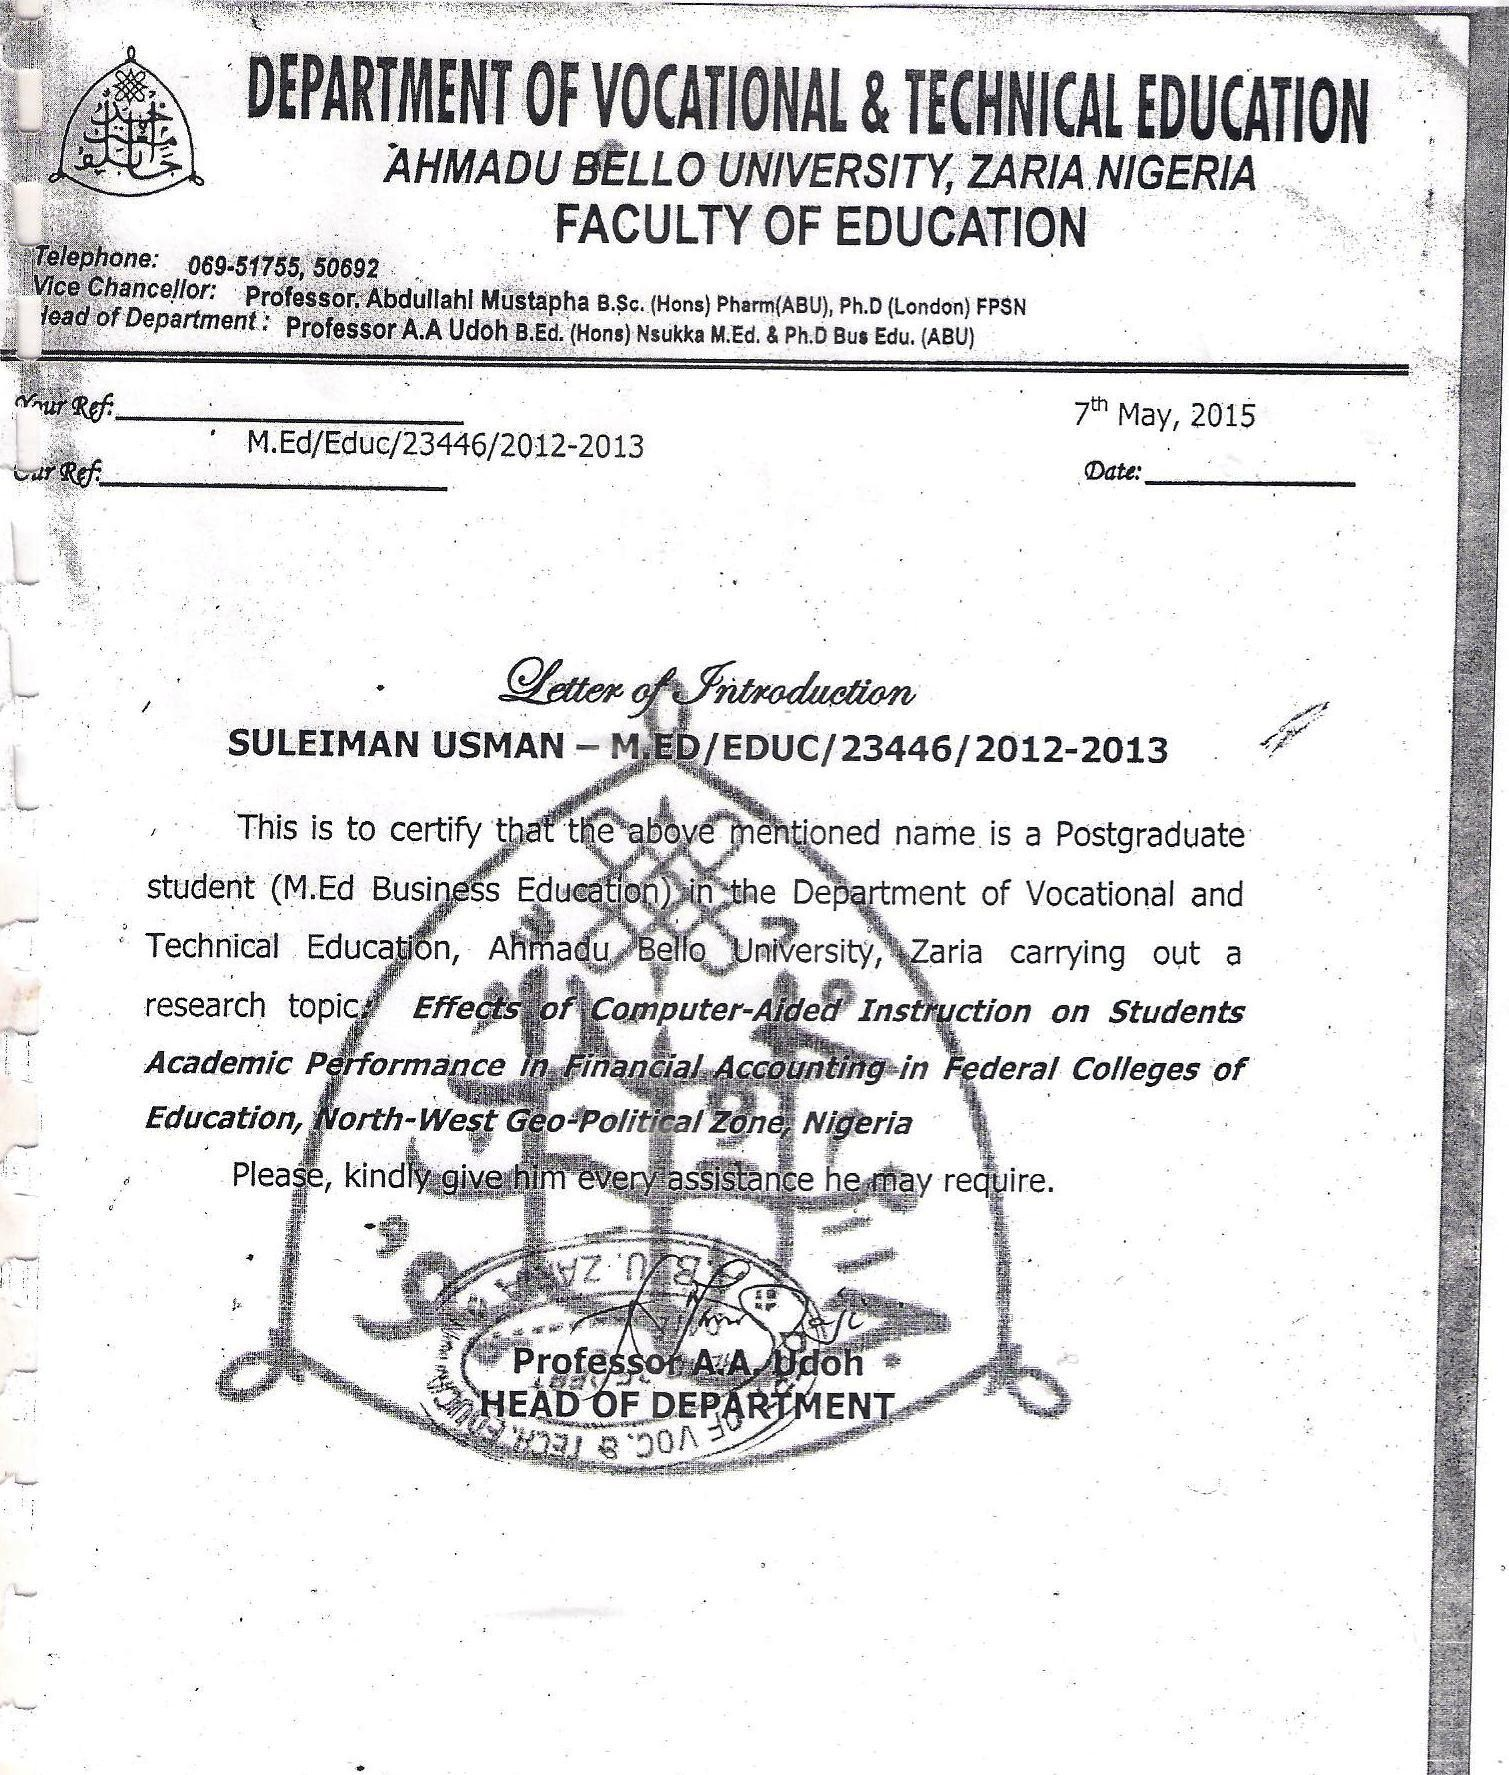 DEPARTMENT OF VOCATIONAL & TECHNICAL EDUCATION
AHMADU BELLO UNIVERSITY, ZARIA NIGERIA
FACULTY OF EDUCATION
Telephone: 069-51755, 50692
Vice Chancellor: Professor. Abdullahi Mustapha B.Sc. (Hons) Pharm(ABU), Ph.D (London) FPSN
Head of Department: Professor A.A Udoh B.Ed. (Hons) Nsukka M.Ed. & Ph.D Bus Edu. (ABU)
Your Ref:
7th May, 2015
M.Ed/Educ/23446/2012-2013
Our Ref:
Date:
Letter of Introduction
SULEIMAN USMAN – M.ED/EDUC/23446/2012-2013
This is to certify that the above mentioned name is a Postgraduate
student (M.Ed Business Education) in the Department of Vocational and
Technical Education, Ahmadu Bello University, Zaria carrying out a
research topic: Effects of Computer-Aided Instruction on Students
Academic Performance in Financial Accounting in Federal Colleges of
Education, North-West Geo-Political Zone, Nigeria
Please, kindly give him every assistance he may require.
Professor A.A. Udoh
HEAD OF DEPARTMENT
OF VOC. & TECH. EDUCA